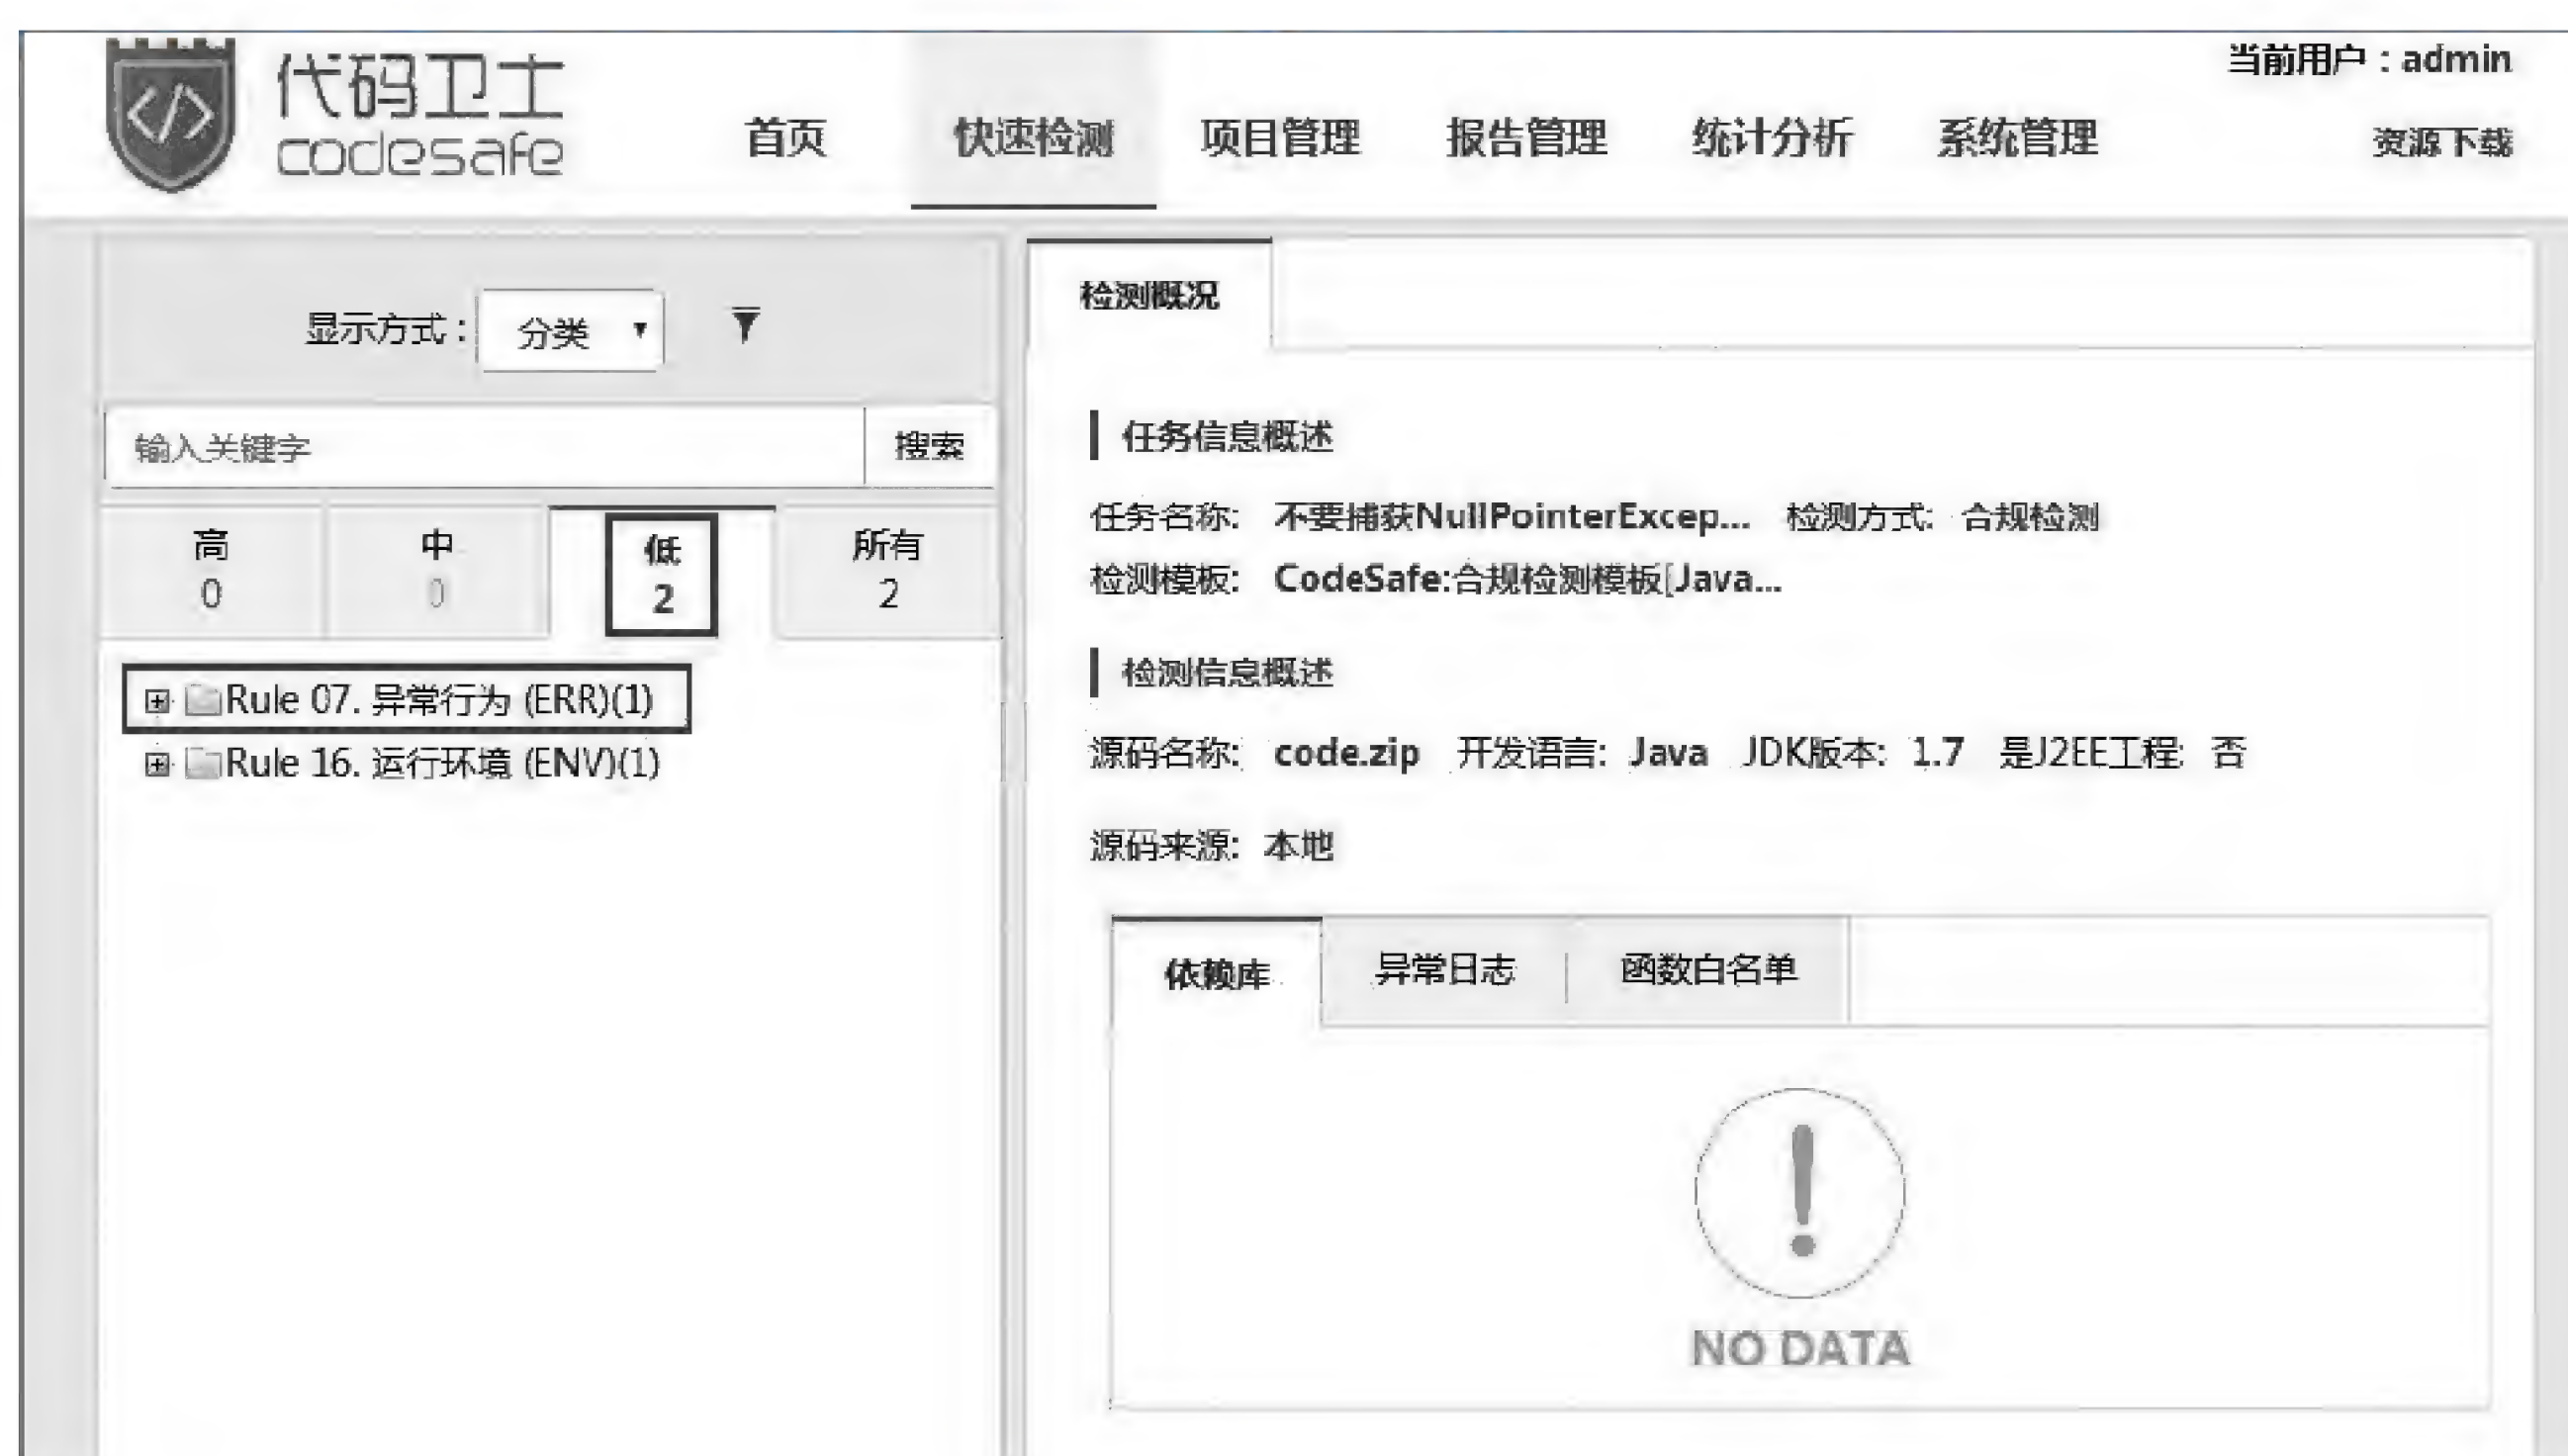 当前用户：admin
代码卫士
codesafe
首页 快速检测 项目管理 报告管理 统计分析 系统管理 资源下载
显示方式： 分类
输入关键字 搜索
高 中 低 所有
0 0 2 2
Rule 07. 异常行为 (ERR)(1)
Rule 16. 运行环境 (ENV)(1)
检测概况
任务信息概述
任务名称: 不要捕获NullPointerExcep... 检测方式: 合规检测
检测模板: CodeSafe:合规检测模板[Java...
检测信息概述
源码名称: code.zip 开发语言: Java JDK版本: 1.7 是J2EE工程: 否
源码来源: 本地
依赖库 异常日志 函数白名单
NO DATA